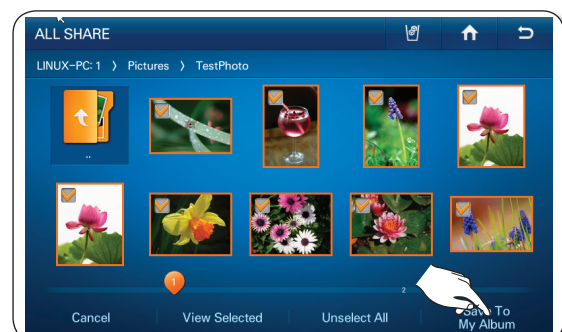 ALL SHARE
LINUX-PC: 1 > Pictures > TestPhoto
..
1
2
Cancel
View Selected
Unselect All
Save To
My Album